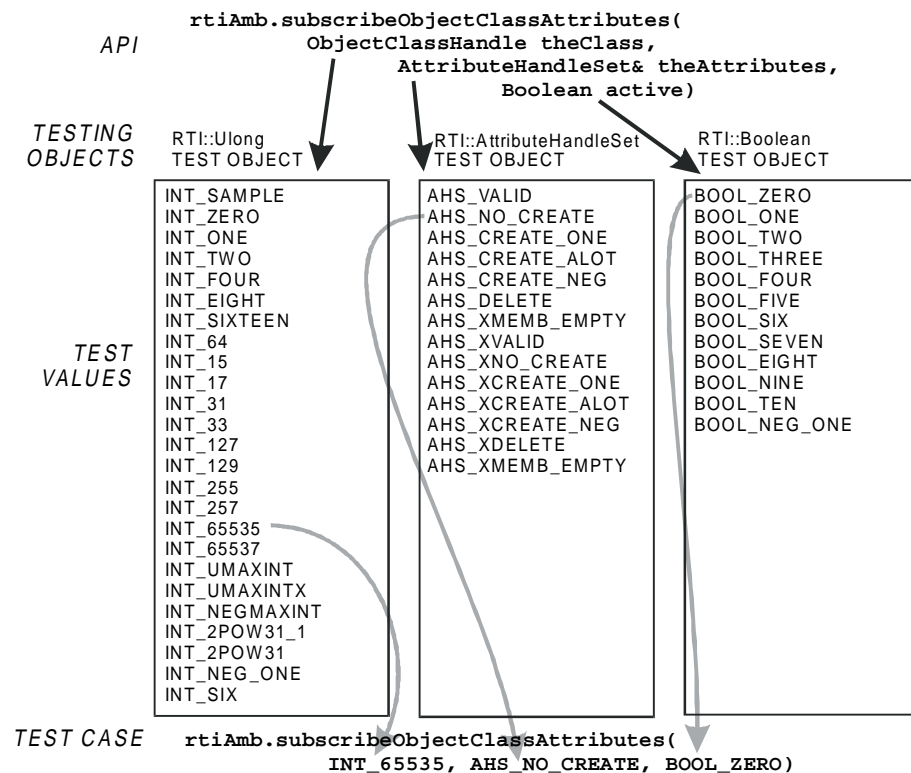 API
rtiAmb.subscribeObjectClassAttributes(
ObjectClassHandle theClass,
AttributeHandleSet& theAttributes,
Boolean active)
TESTING
OBJECTS
RTI::Ulong
TEST OBJECT
RTI::AttributeHandleSet
TEST OBJECT
RTI::Boolean
TEST OBJECT
TEST
VALUES
INT_SAMPLE
INT_ZERO
INT_ONE
INT_TWO
INT_FOUR
INT_EIGHT
INT_SIXTEEN
INT_64
INT_15
INT_17
INT_31
INT_33
INT_127
INT_129
INT_255
INT_257
INT_65535
INT_65537
INT_UMAXINT
INT_UMAXINTX
INT_NEGMAXINT
INT_2POW31_1
INT_2POW31
INT_NEG_ONE
INT_SIX
AHS_VALID
AHS_NO_CREATE
AHS_CREATE_ONE
AHS_CREATE_ALOT
AHS_CREATE_NEG
AHS_DELETE
AHS_XMEMB_EMPTY
AHS_XVALID
AHS_XNO_CREATE
AHS_XCREATE_ONE
AHS_XCREATE_ALOT
AHS_XCREATE_NEG
AHS_XDELETE
AHS_XMEMB_EMPTY
BOOL_ZERO
BOOL_ONE
BOOL_TWO
BOOL_THREE
BOOL_FOUR
BOOL_FIVE
BOOL_SIX
BOOL_SEVEN
BOOL_EIGHT
BOOL_NINE
BOOL_TEN
BOOL_NEG_ONE
TEST CASE
rtiAmb.subscribeObjectClassAttributes(
INT_65535, AHS_NO_CREATE, BOOL_ZERO)